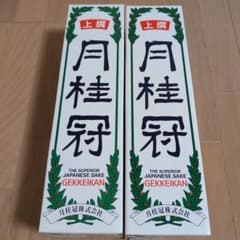 上撰
月桂冠
THE SUPERIOR
JAPANESE SAKE
GEKKEIKAN
月桂冠株式会社
上撰
月桂冠
THE SUPERIOR
JAPANESE SAKE
GEKKEIKAN
月桂冠株式会社